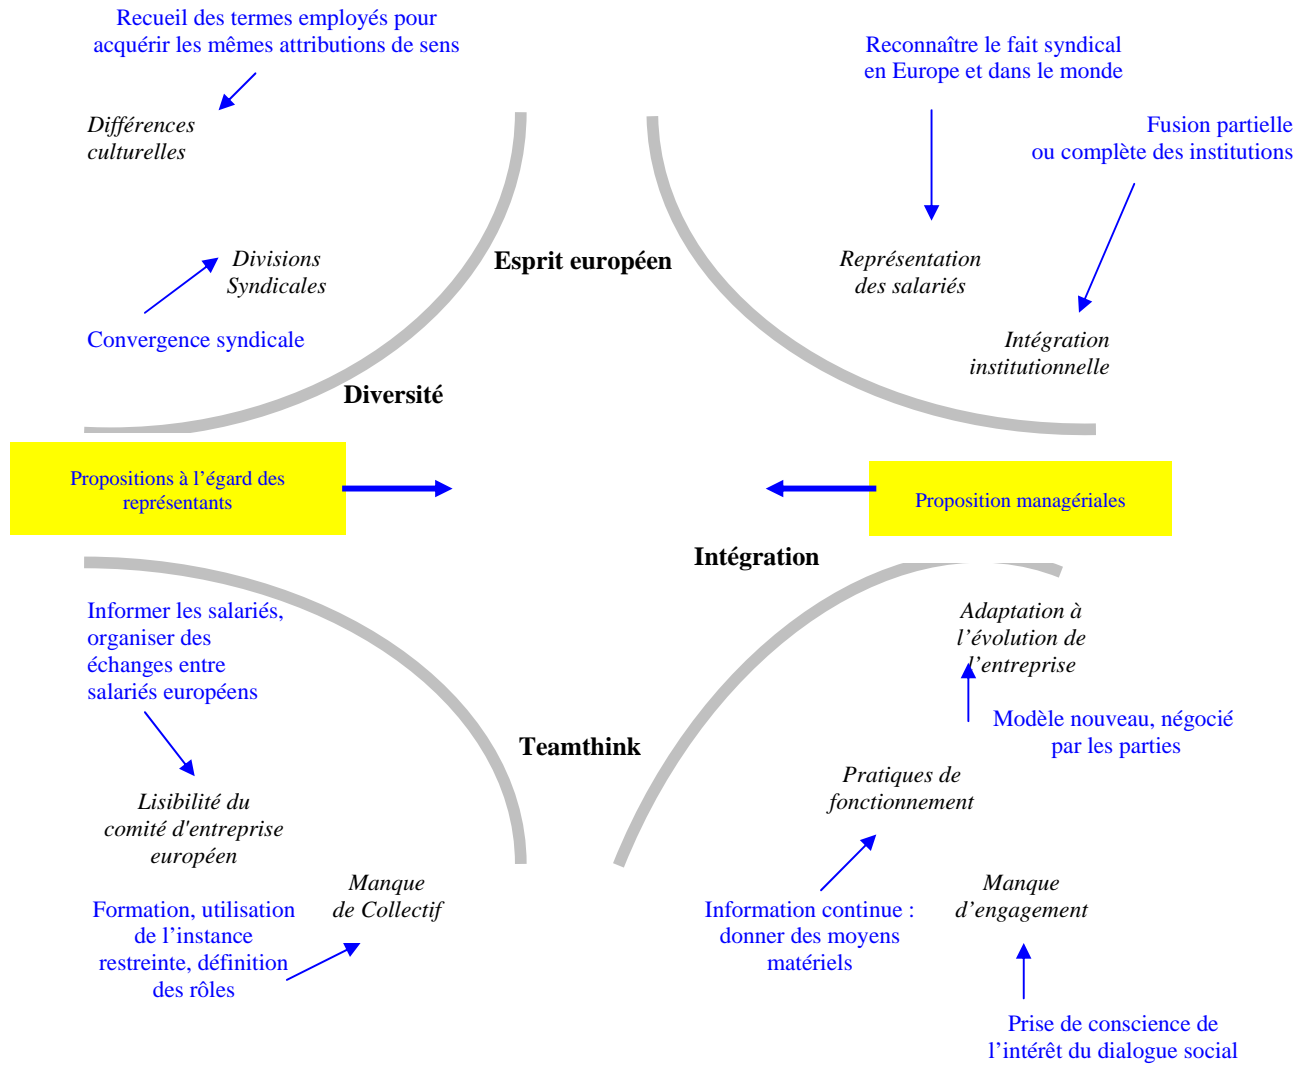 Recueil des termes employés pour
acquérir les mêmes attributions de sens
Reconnaître le fait syndical
en Europe et dans le monde
Différences
culturelles
Fusion partielle
ou complète des institutions
Divisions
Syndicales
Esprit européen
Représentation
des salariés
Convergence syndicale
Intégration
institutionnelle
Diversité
Propositions à l’égard des
représentants
Proposition managériales
Intégration
Informer les salariés,
organiser des
échanges entre
salariés européens
Adaptation à
l’évolution de
l’entreprise
Teamthink
Modèle nouveau, négocié
par les parties
Lisibilité du
comité d'entreprise
européen
Pratiques de
fonctionnement
Manque
de Collectif
Manque
d’engagement
Formation, utilisation
de l’instance
restreinte, définition
des rôles
Information continue :
donner des moyens
matériels
Prise de conscience de
l’intérêt du dialogue social